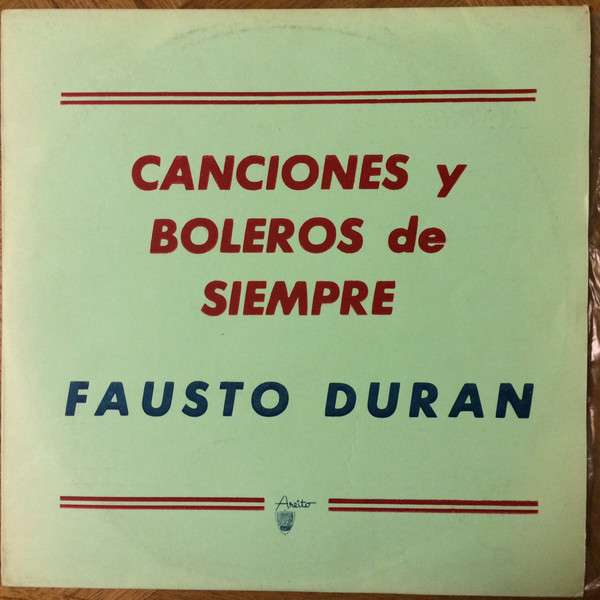 CANCIONES y
BOLEROS de
SIEMPRE
FAUSTO DURAN
Areito